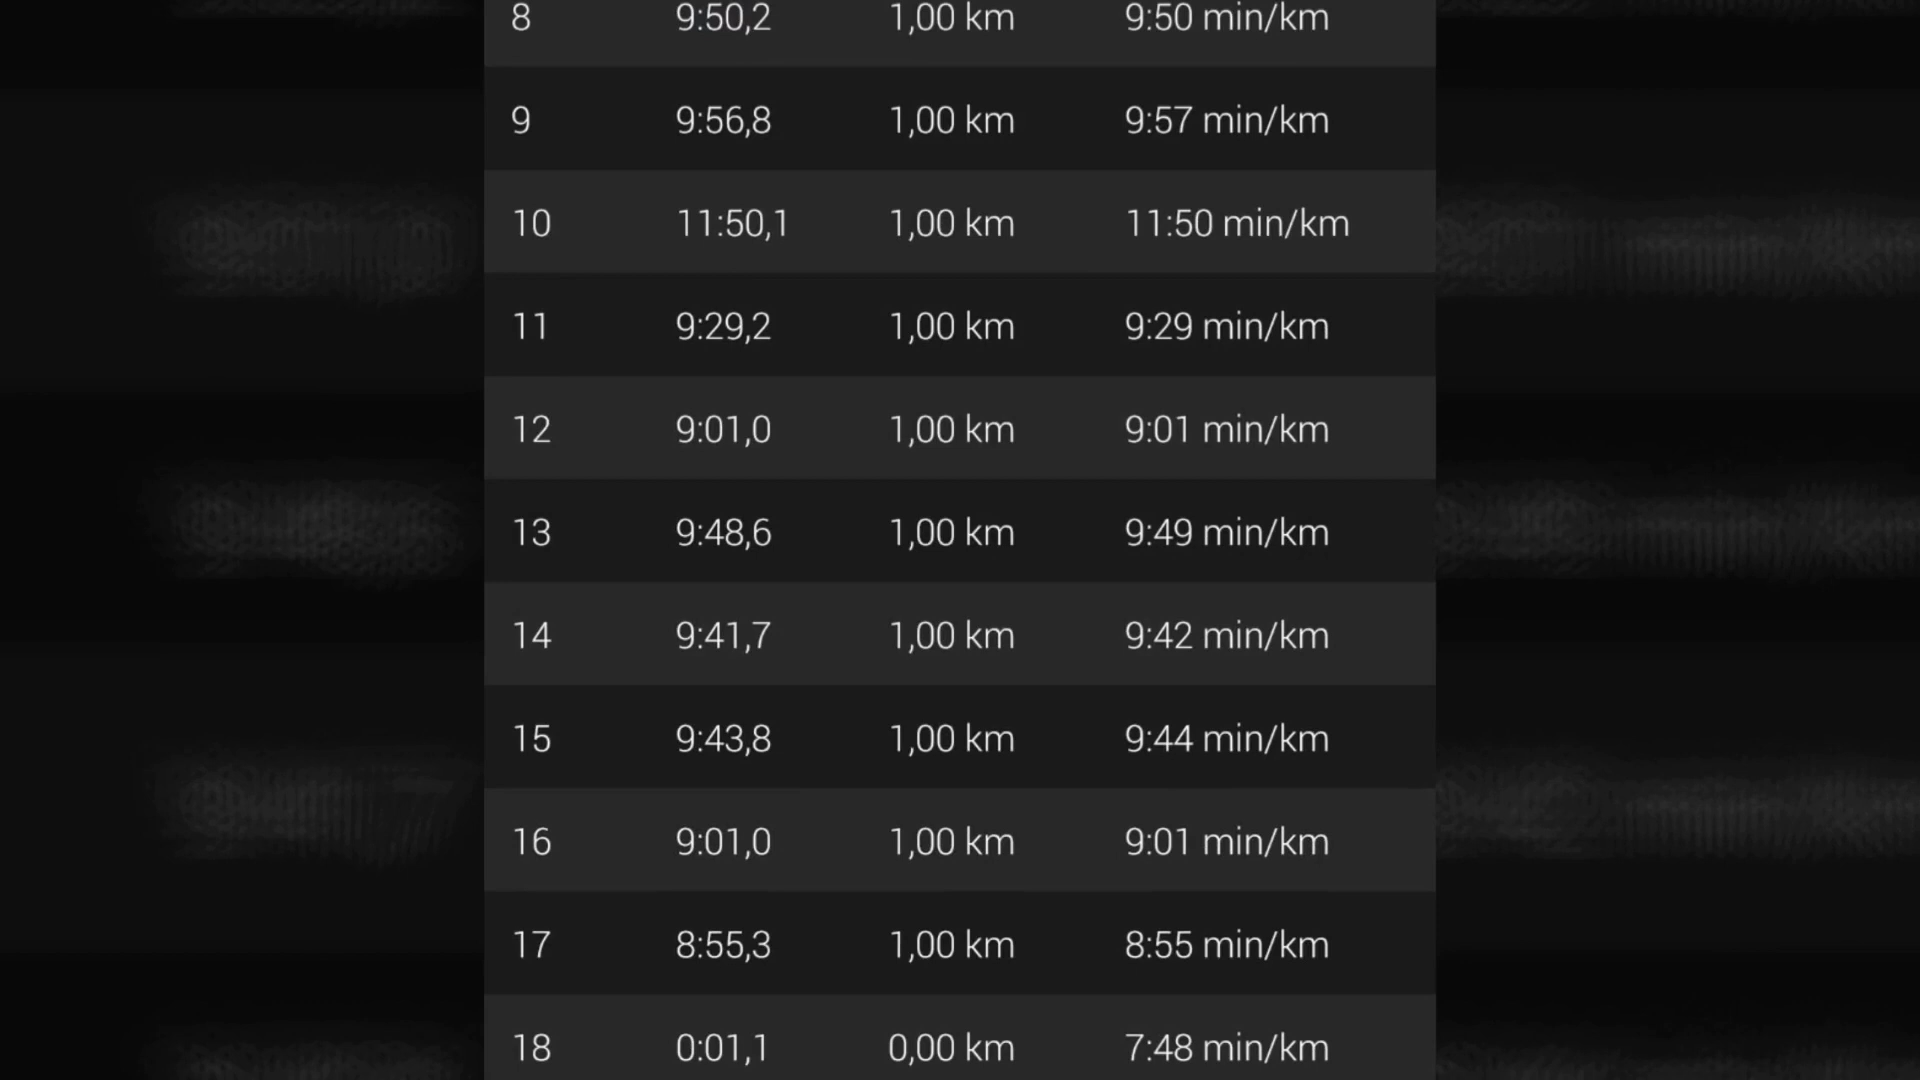 8 9:50,2 1,00 km 9:50 min/km
9 9:56,8 1,00 km 9:57 min/km
10 11:50,1 1,00 km 11:50 min/km
11 9:29,2 1,00 km 9:29 min/km
12 9:01,0 1,00 km 9:01 min/km
13 9:48,6 1,00 km 9:49 min/km
14 9:41,7 1,00 km 9:42 min/km
15 9:43,8 1,00 km 9:44 min/km
16 9:01,0 1,00 km 9:01 min/km
17 8:55,3 1,00 km 8:55 min/km
18 0:01,1 0,00 km 7:48 min/km